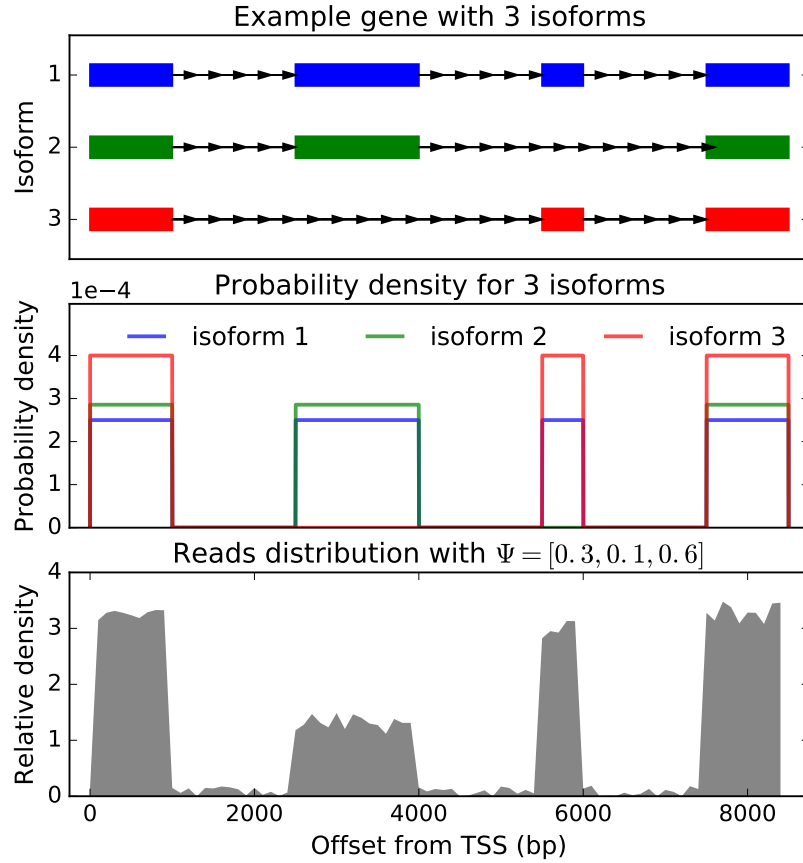 Example gene with 3 isoforms
Isoform
1
2
3
Probability density for 3 isoforms
1e−4
Probability density
isoform 1 isoform 2 isoform 3
4
3
2
1
0
Reads distribution with Ψ=[0.3,0.1,0.6]
Relative density
4
3
2
1
0
0 2000 4000 6000 8000
Offset from TSS (bp)